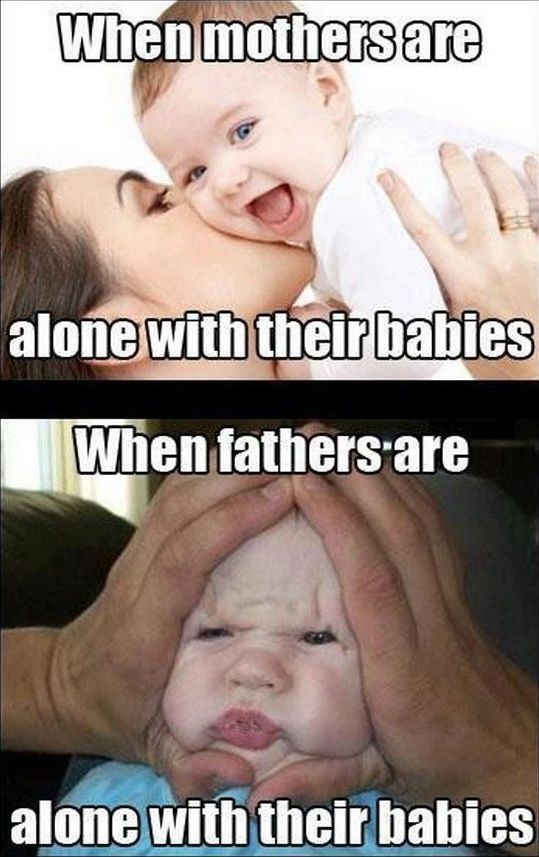 When mothers are
alone with their babies
When fathers are
alone with their babies